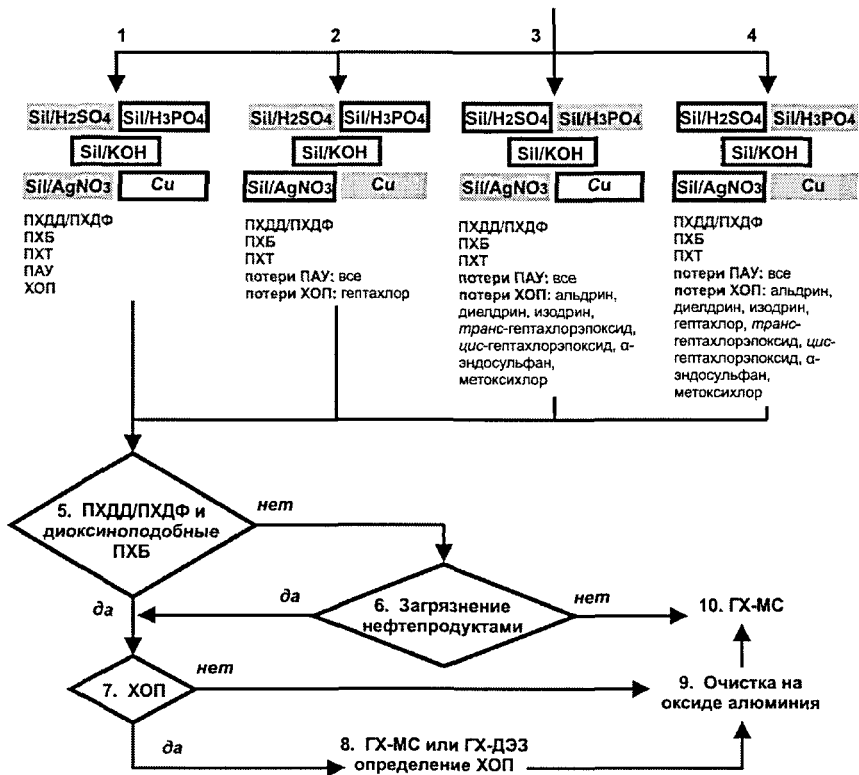 1
2
3
4
Sil/H2SO4 Sil/H3PO4
Sil/KOH
Sil/AgNO3 Cu
ПХДД/ПХДФ
ПХБ
ПХТ
ПАУ
ХОП
Sil/H2SO4 Sil/H3PO4
Sil/KOH
Sil/AgNO3 Cu
ПХДД/ПХДФ
ПХБ
ПХТ
потери ПАУ: все
потери ХОП: гептахлор
Sil/H2SO4 Sil/H3PO4
Sil/KOH
Sil/AgNO3 Cu
ПХДД/ПХДФ
ПХБ
ПХТ
потери ПАУ: все
потери ХОП: альдрин,
диелдрин, изодрин,
транс-гептахлорэпоксид,
цис-гептахлорэпоксид, α-
эндосульфан,
метоксихлор
Sil/H2SO4 Sil/H3PO4
Sil/KOH
Sil/AgNO3 Cu
ПХДД/ПХДФ
ПХБ
ПХТ
потери ПАУ: все
потери ХОП: альдрин,
диелдрин, изодрин,
гептахлор, транс-
гептахлорэпоксид, цис-
гептахлорэпоксид, α-
эндосульфан,
метоксихлор
5. ПХДД/ПХДФ и
диоксиноподобные
ПХБ
нет
да
6. Загрязнение
нефтепродуктами
да
нет
10. ГХ-МС
7. ХОП
нет
9. Очистка на
оксиде алюминия
да
8. ГХ-МС или ГХ-ДЭЗ
определение ХОП